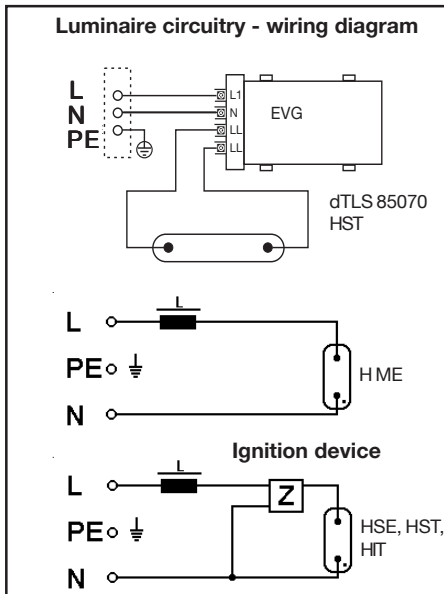 Luminaire circuitry - wiring diagram
L
N
PE
L1
N
LL
LL
EVG
dTLS 85070
HST
L
L
PE
N
HME
Ignition device
L
L
Z
PE
N
HSE, HST,
HIT